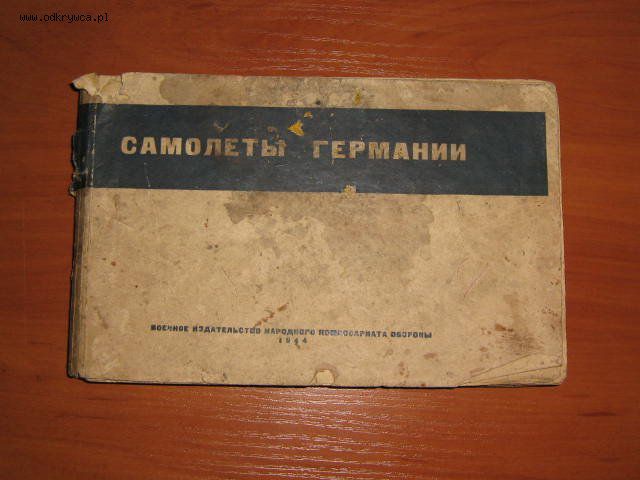 www.odkrywca.pl
САМОЛЕТЫ ГЕРМАНИИ
ВОЕННОЕ ИЗДАТЕЛЬСТВО НАРОДНОГО КОМИССАРИАТА ОБОРОНЫ
1944